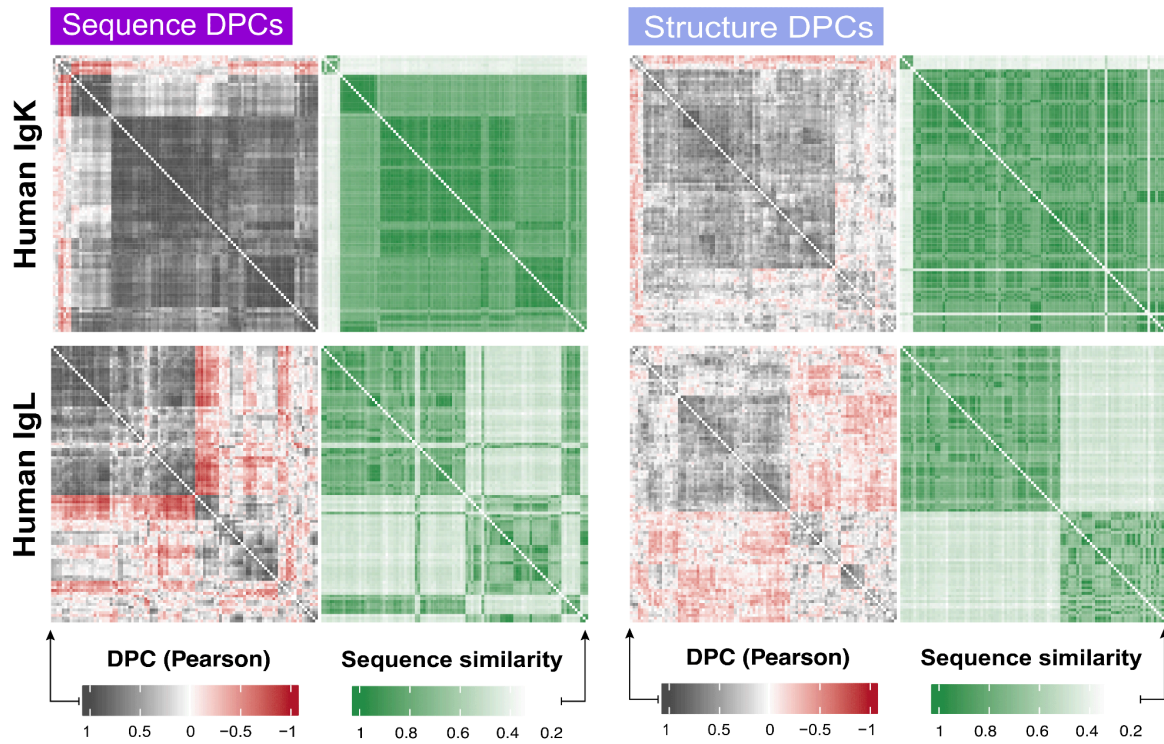 Sequence DPCs
Structure DPCs
Human IgK
Human IgL
DPC (Pearson)
Sequence similarity
DPC (Pearson)
Sequence similarity
1 0.5 0 −0.5 −1
1 0.8 0.6 0.4 0.2
1 0.5 0 −0.5 −1
1 0.8 0.6 0.4 0.2